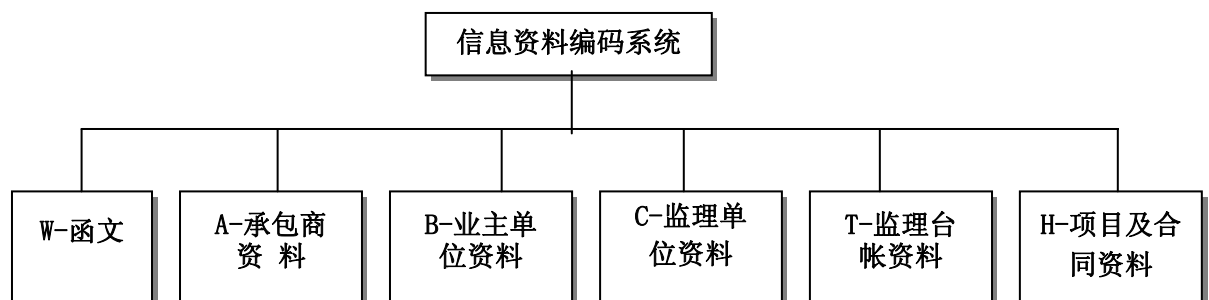 信息资料编码系统
W-函文
A-承包商
资 料
B-业主单
位资料
C-监理单
位资料
T-监理台
帐资料
H-项目及合
同资料